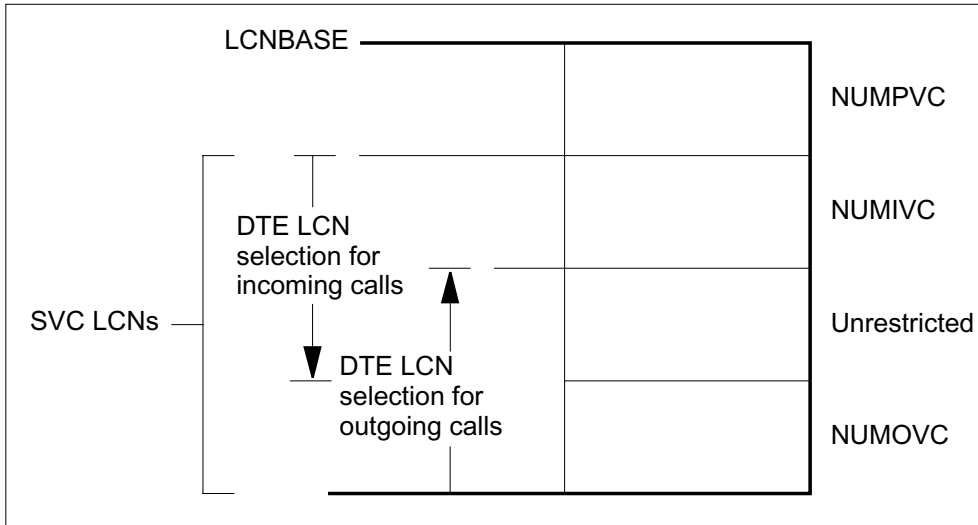 LCNBASE
NUMPVC
DTE LCN
selection for
incoming calls
NUMIVC
SVC LCNs
Unrestricted
DTE LCN
selection for
outgoing calls
NUMOVC